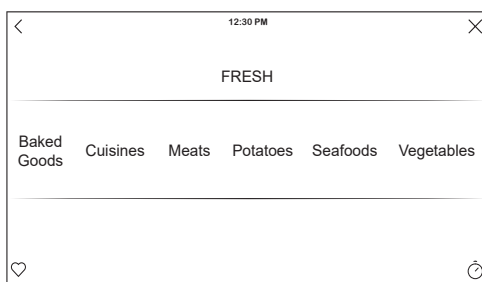 12:30 PM
FRESH
Baked
Goods
Cuisines
Meats
Potatoes
Seafoods
Vegetables